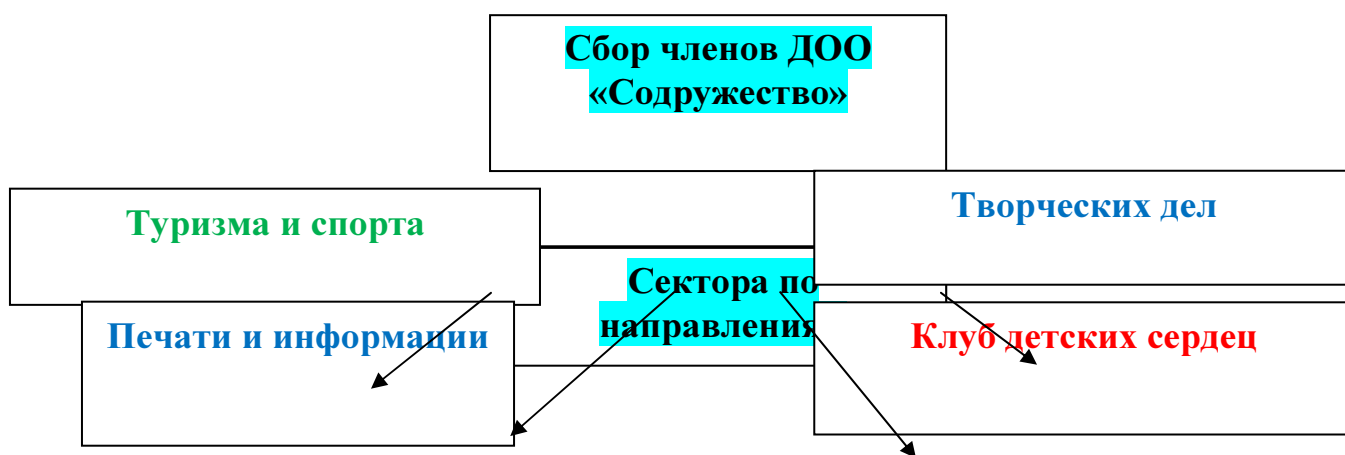 Сбор членов ДОО
«Содружество»
Туризма и спорта
Творческих дел
Сектора по
направления
Печати и информации
Клуб детских сердец